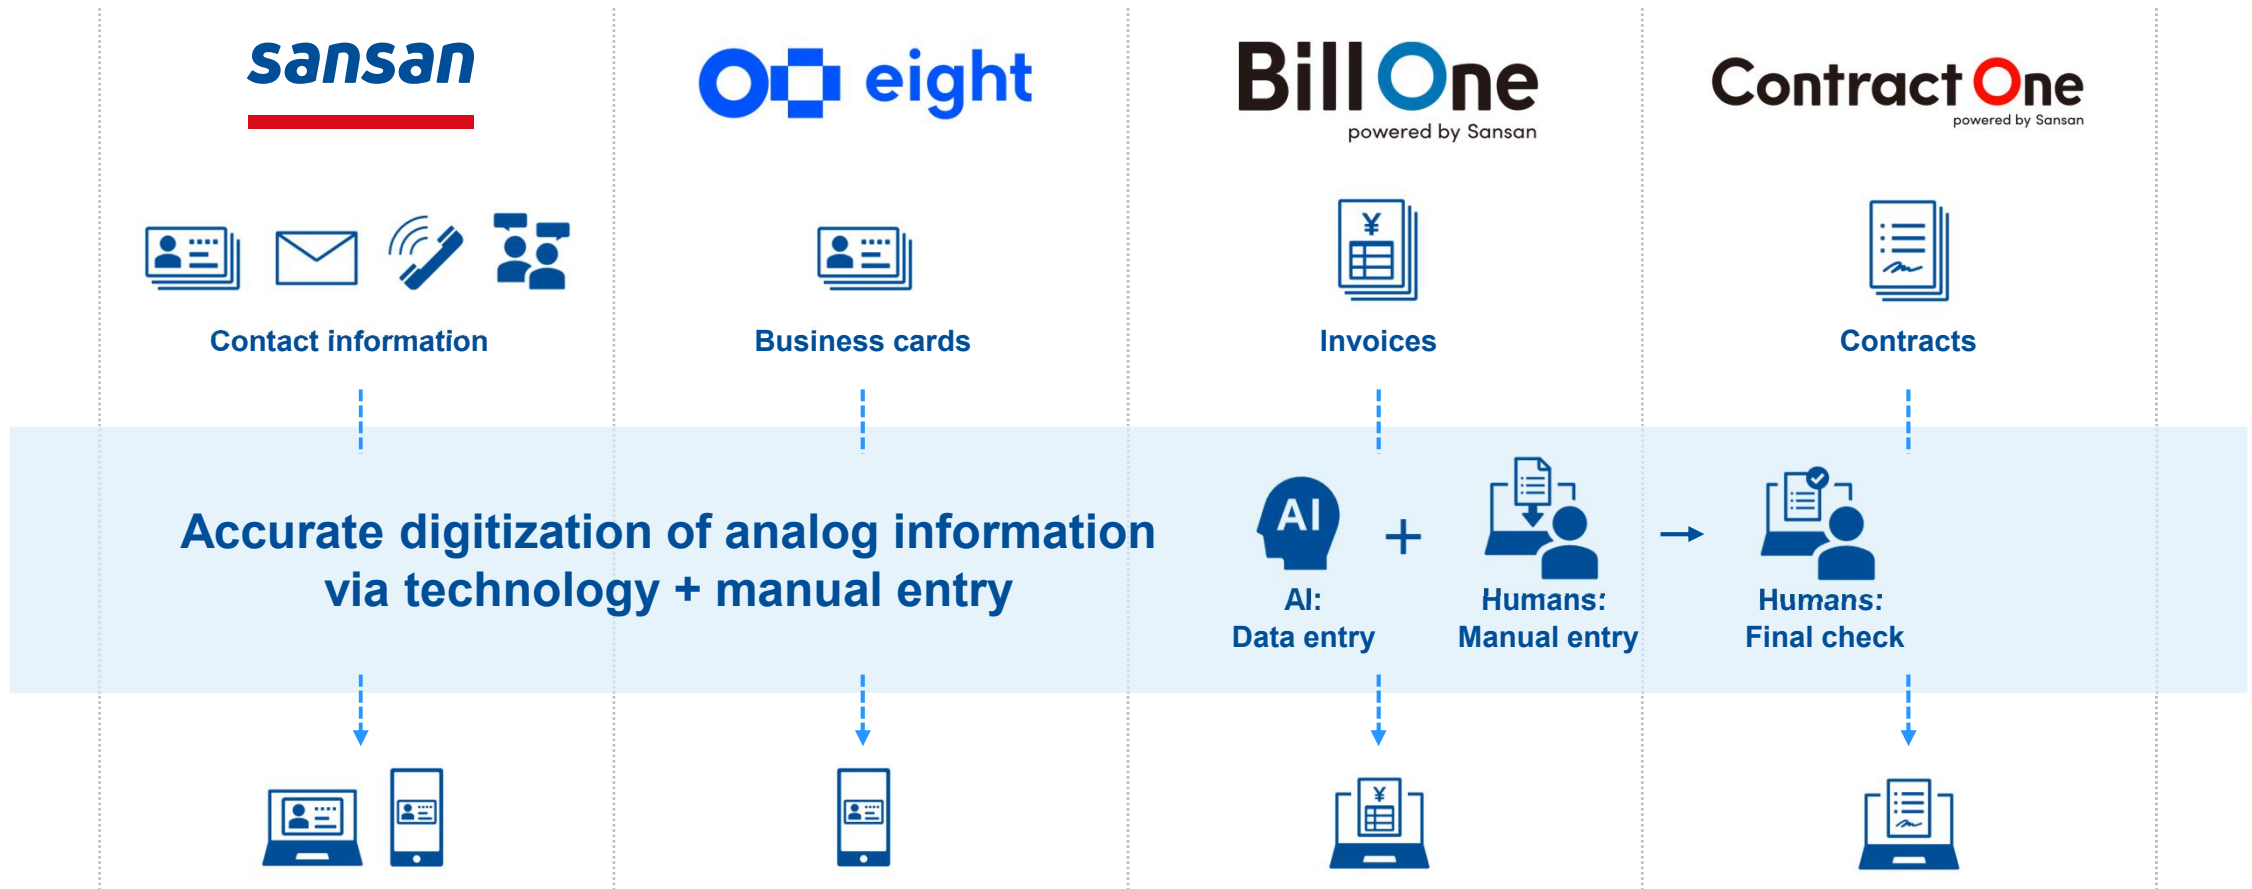 sansan
eight
Bill One
powered by Sansan
Contract One
powered by Sansan
¥
Contact information
Business cards
Invoices
Contracts
Accurate digitization of analog information
via technology + manual entry
AI
+
AI:
Data entry
Humans:
Manual entry
Humans:
Final check
¥